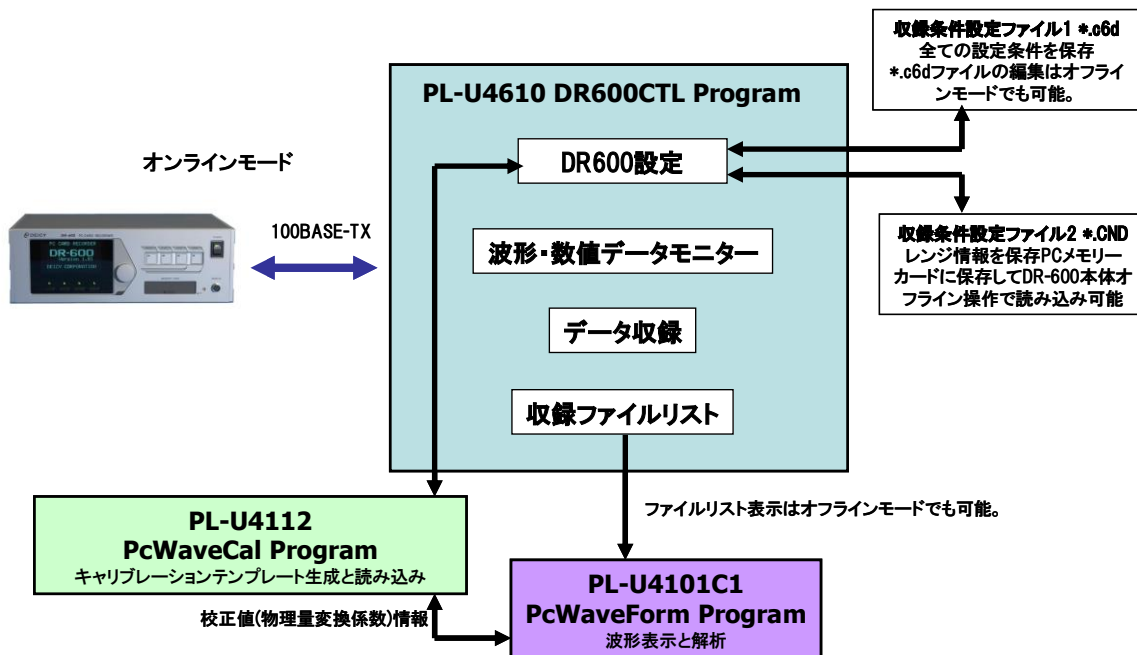 収録条件設定ファイル1 *.c6d
全ての設定条件を保存
*.c6dファイルの編集はオフライ
ンモードでも可能。
PL-U4610 DR600CTL Program
オンラインモード
DR600設定
100BASE-TX
波形・数値データモニター
収録条件設定ファイル2 *.CND
レンジ情報を保存PCメモリー
カードに保存してDR-600本体オ
フライン操作で読み込み可能
PC CARD RECORDER
DR-600
DEICY CORPORATION
データ収録
収録ファイルリスト
ファイルリスト表示はオフラインモードでも可能。
PL-U4112
PcWaveCal Program
キャリブレーションテンプレート生成と読み込み
PL-U4101C1
PcWaveForm Program
波形表示と解析
校正値(物理量変換係数)情報